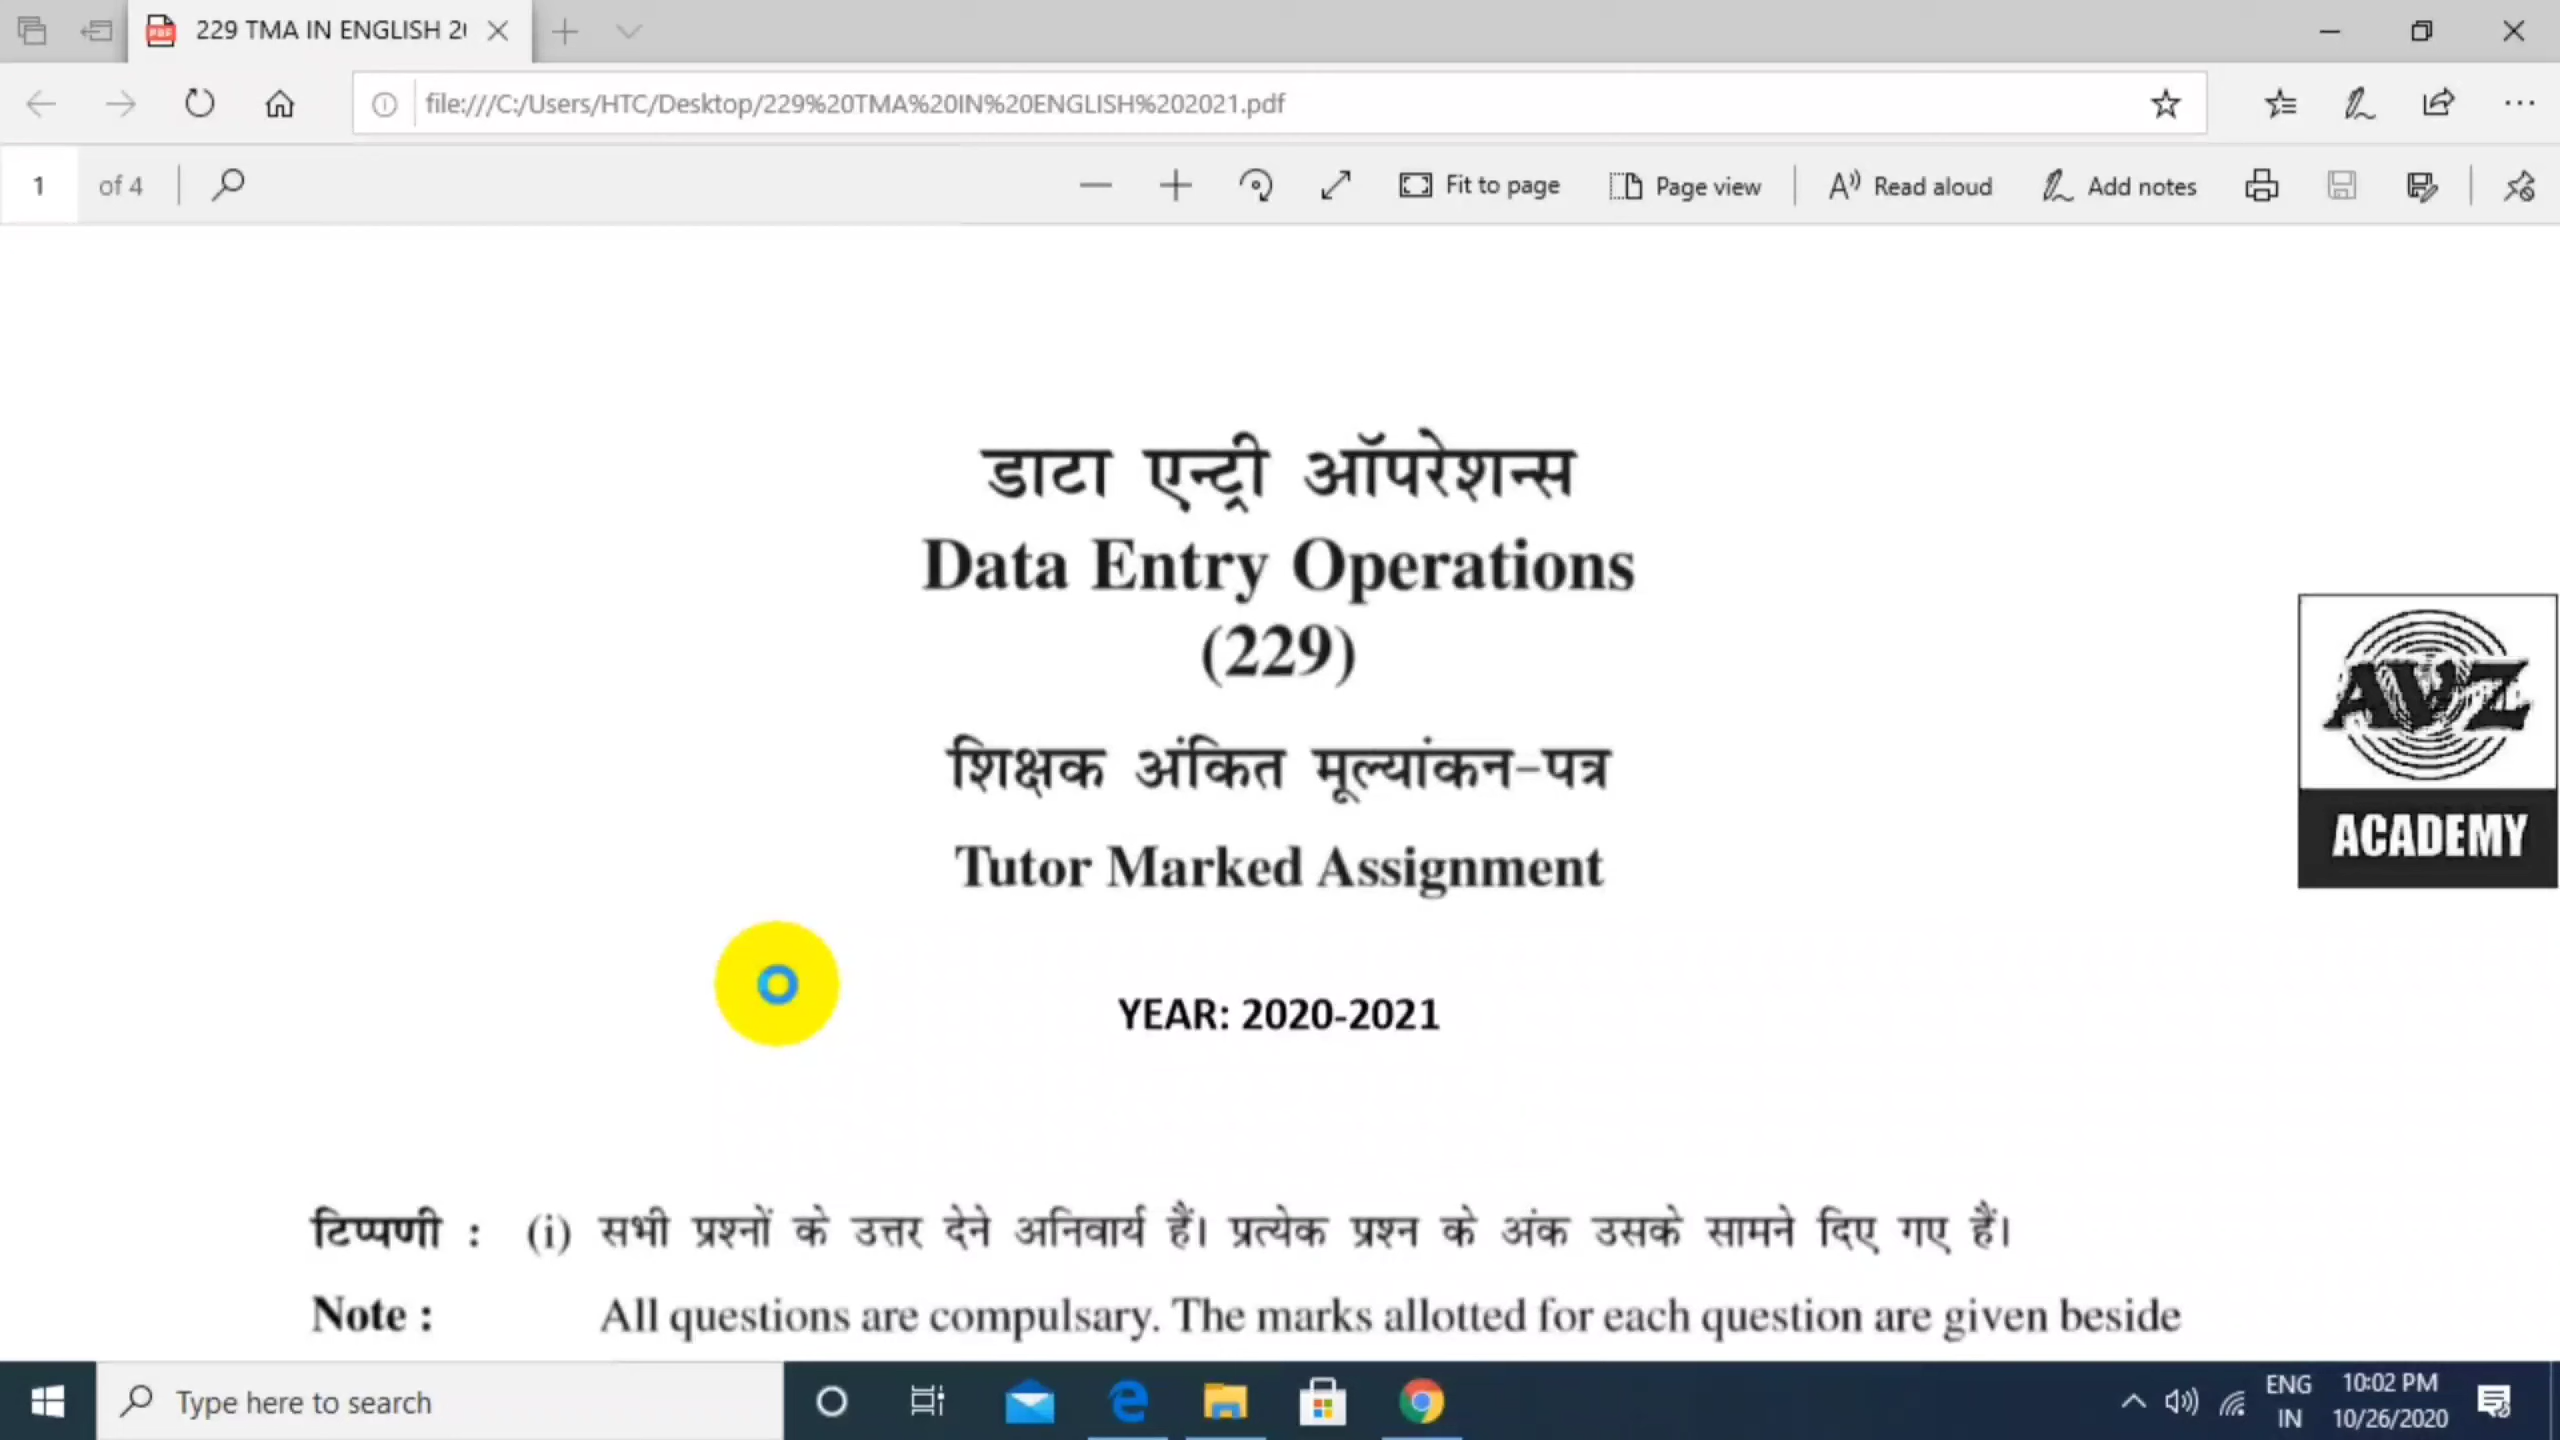 229 TMA IN ENGLISH 2
file:///C:/Users/HTC/Desktop/229%20TMA%20IN%20ENGLISH%202021.pdf
1 of 4 Fit to page Page view Read aloud Add notes
डाटा एन्ट्री ऑपरेशन्स
Data Entry Operations
(229)
शिक्षक अंकित मूल्यांकन-पत्र
Tutor Marked Assignment
AVZ
ACADEMY
YEAR: 2020-2021
टिप्पणी : (i) सभी प्रश्नों के उत्तर देने अनिवार्य हैं। प्रत्येक प्रश्न के अंक उसके सामने दिए गए हैं।
Note : All questions are compulsary. The marks allotted for each question are given beside
Type here to search
ENG 10:02 PM
IN 10/26/2020